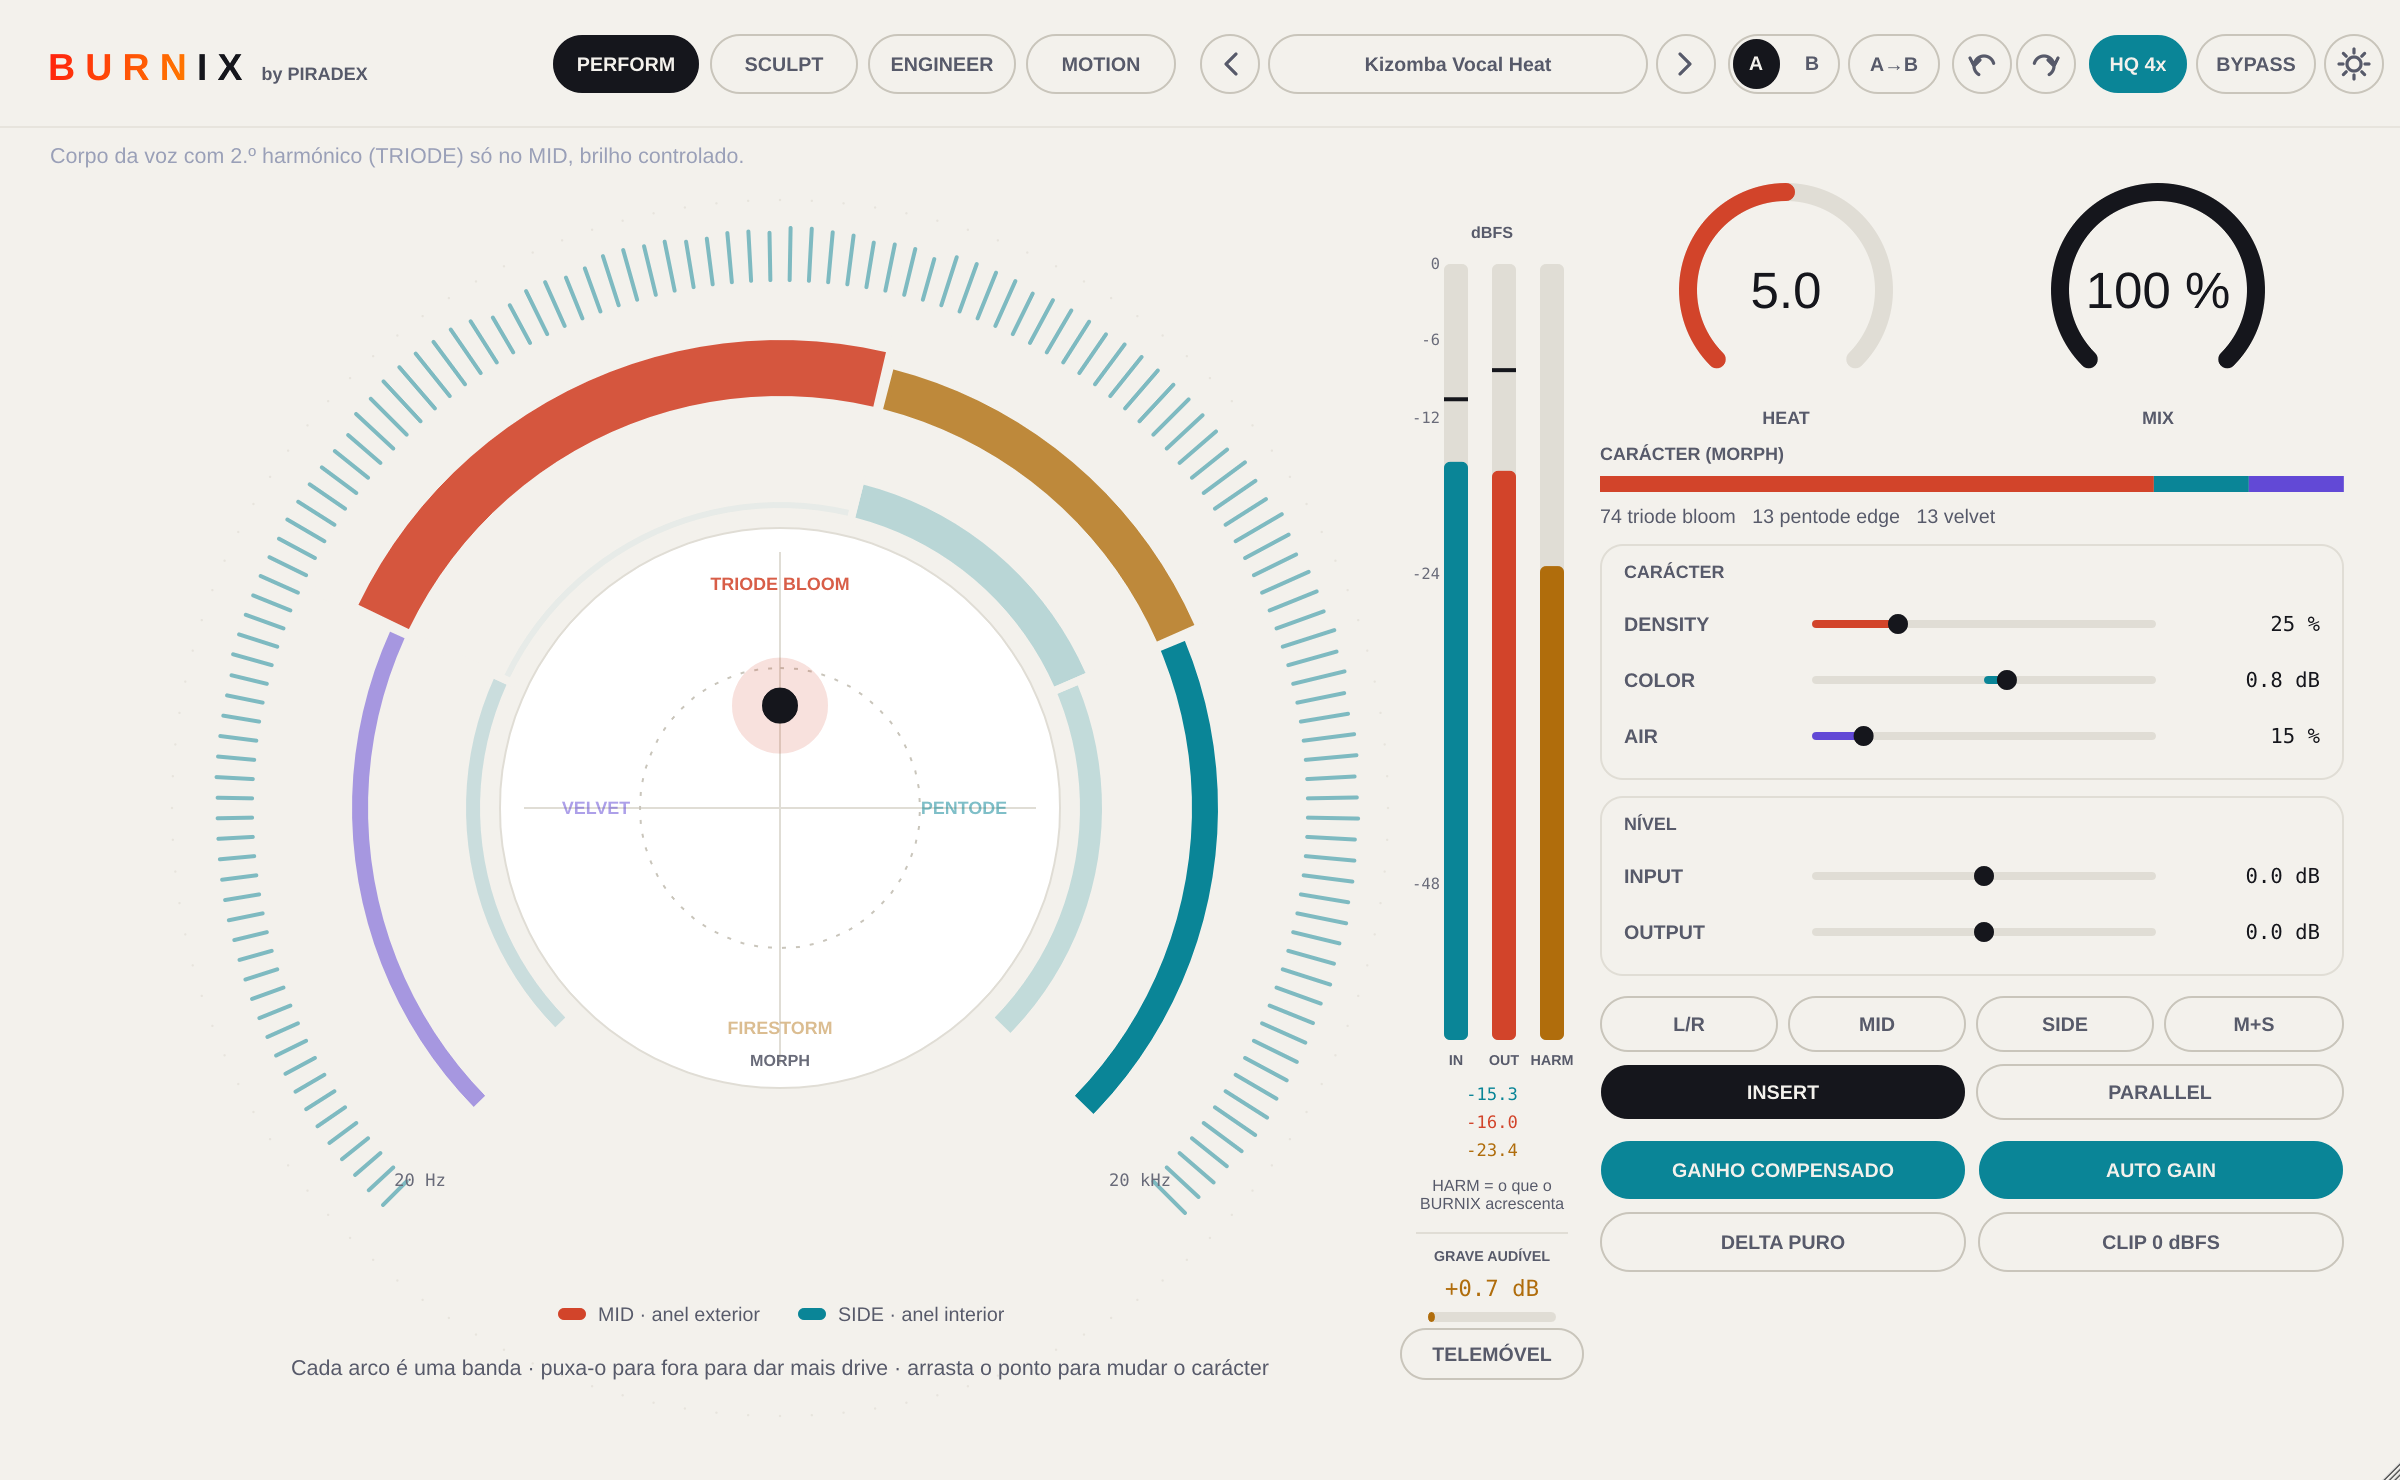 BURNIX by PIRADEX
PERFORM
SCULPT
ENGINEER
MOTION
Kizomba Vocal Heat
A
B
A→B
HQ 4x
BYPASS
Corpo da voz com 2.º harmónico (TRIODE) só no MID, brilho controlado.
TRIODE BLOOM
VELVET
PENTODE
FIRESTORM
MORPH
20 Hz
20 kHz
MID · anel exterior
SIDE · anel interior
Cada arco é uma banda · puxa-o para fora para dar mais drive · arrasta o ponto para mudar o carácter
dBFS
0
-6
-12
-24
-48
IN
OUT
HARM
-15.3
-16.0
-23.4
HARM = o que o
BURNIX acrescenta
GRAVE AUDÍVEL
+0.7 dB
TELEMÓVEL
5.0
HEAT
100 %
MIX
CARÁCTER (MORPH)
74 triode bloom 13 pentode edge 13 velvet
CARÁCTER
DENSITY 25 %
COLOR 0.8 dB
AIR 15 %
NÍVEL
INPUT 0.0 dB
OUTPUT 0.0 dB
L/R
MID
SIDE
M+S
INSERT
PARALLEL
GANHO COMPENSADO
AUTO GAIN
DELTA PURO
CLIP 0 dBFS